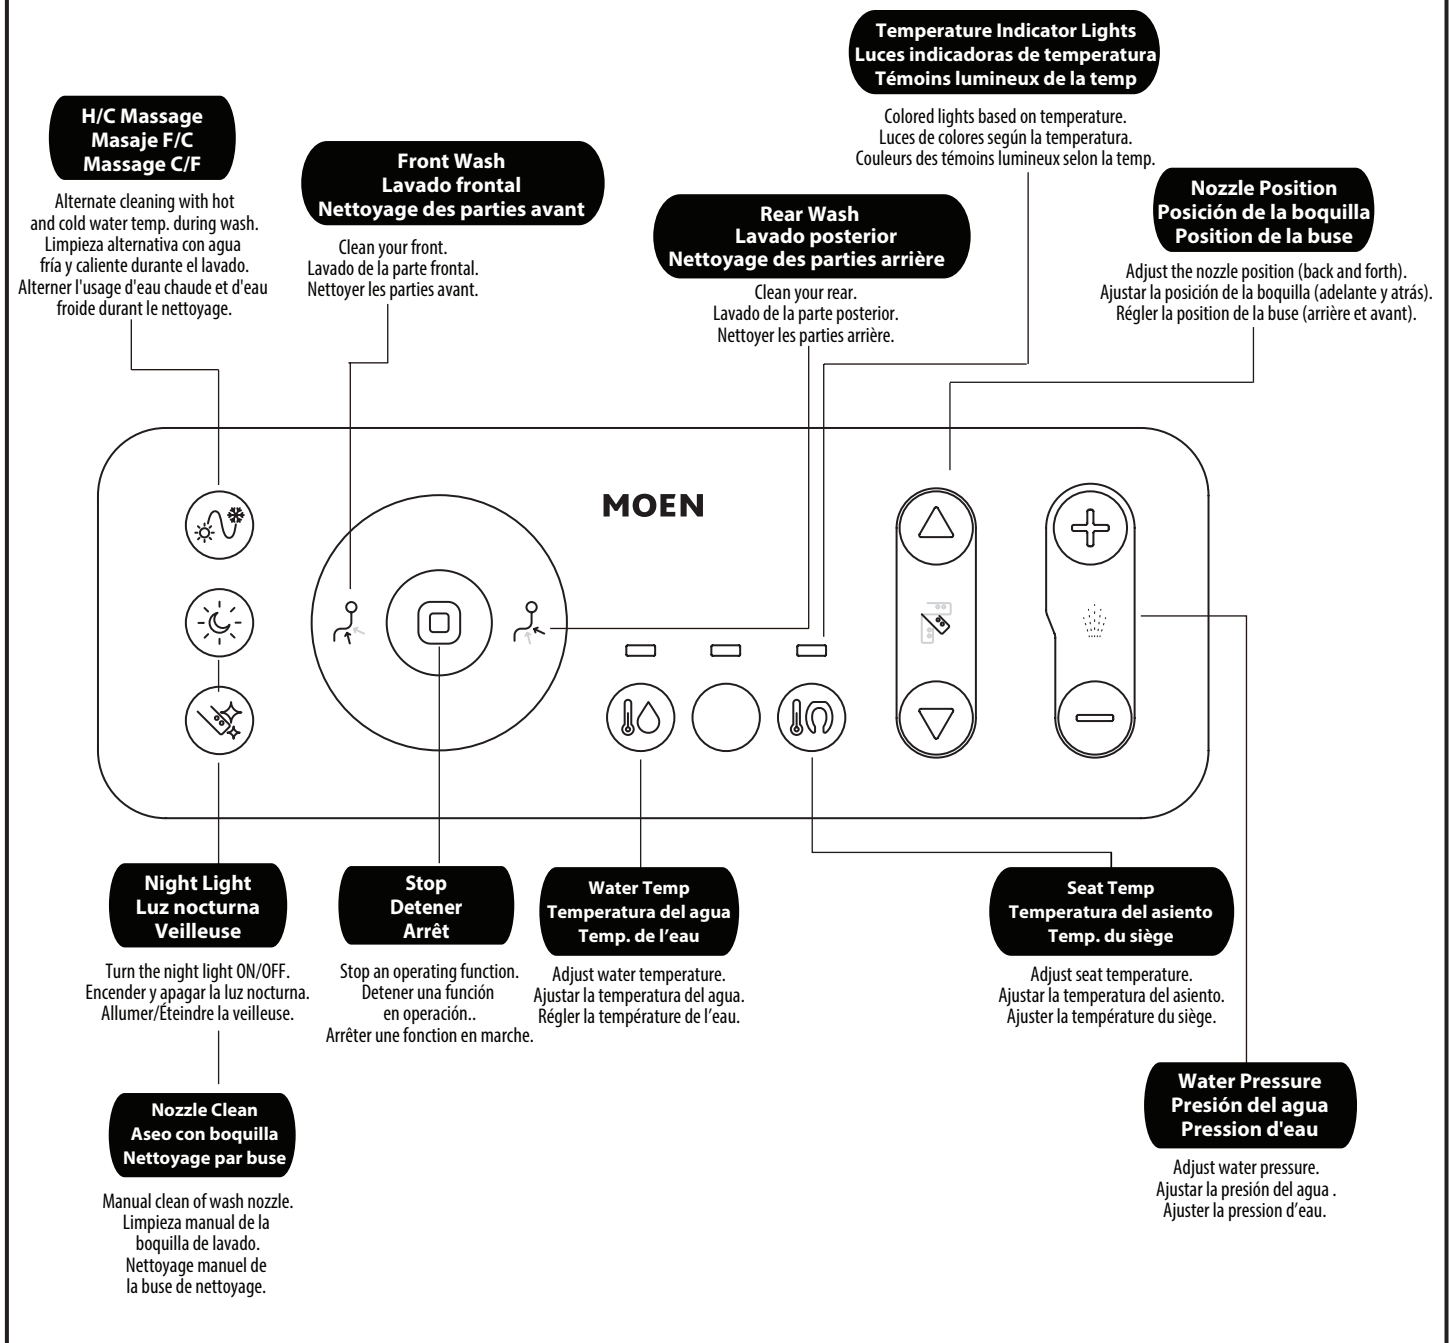 Temperature Indicator Lights
Luces indicadoras de temperatura
Témoins lumineux de la temp
Colored lights based on temperature.
Luces de colores según la temperatura.
Couleurs des témoins lumineux selon la temp.
H/C Massage
Masaje F/C
Massage C/F
Alternate cleaning with hot
and cold water temp. during wash.
Limpieza alternativa con agua
fría y caliente durante el lavado.
Alterner l'usage d'eau chaude et d'eau
froide durant le nettoyage.
Front Wash
Lavado frontal
Nettoyage des parties avant
Clean your front.
Lavado de la parte frontal.
Nettoyer les parties avant.
Rear Wash
Lavado posterior
Nettoyage des parties arrière
Clean your rear.
Lavado de la parte posterior.
Nettoyer les parties arrière.
Nozzle Position
Posición de la boquilla
Position de la buse
Adjust the nozzle position (back and forth).
Ajustar la posición de la boquilla (adelante y atrás).
Régler la position de la buse (arrière et avant).
MOEN
Night Light
Luz nocturna
Veilleuse
Turn the night light ON/OFF.
Encender y apagar la luz nocturna.
Allumer/Éteindre la veilleuse.
Stop
Detener
Arrêt
Stop an operating function.
Detener una función
en operación..
Arrêter une fonction en marche.
Water Temp
Temperatura del agua
Temp. de l’eau
Adjust water temperature.
Ajustar la temperatura del agua.
Régler la température de l’eau.
Seat Temp
Temperatura del asiento
Temp. du siège
Adjust seat temperature.
Ajustar la temperatura del asiento.
Ajuster la température du siège.
Nozzle Clean
Aseo con boquilla
Nettoyage par buse
Manual clean of wash nozzle.
Limpieza manual de la
boquilla de lavado.
Nettoyage manuel de
la buse de nettoyage.
Water Pressure
Presión del agua
Pression d'eau
Adjust water pressure.
Ajustar la presión del agua .
Ajuster la pression d’eau.